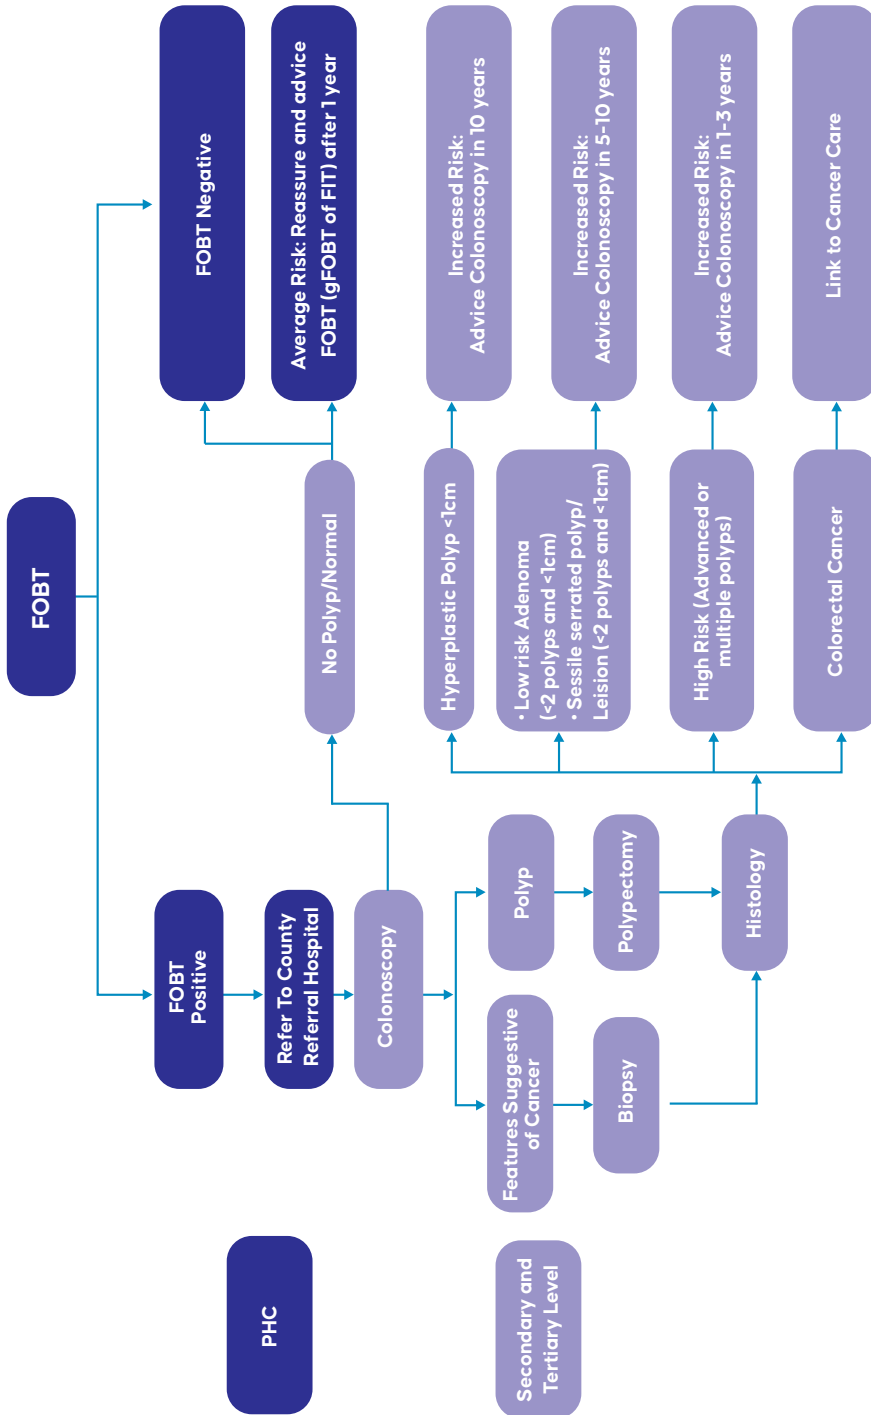 FOBT
FOBT
Positive
FOBT Negative
Refer To County
Referral Hospital
Average Risk: Reassure and advice
FOBT (gFOBT of FIT) after 1 year
PHC
Colonoscopy
No Polyp/Normal
Features Suggestive
of Cancer
Polyp
Hyperplastic Polyp <1cm
Increased Risk:
Advice Colonoscopy in 10 years
Secondary and
Tertiary Level
Biopsy
Polypectomy
• Low risk Adenoma
(<2 polyps and <1cm)
• Sessile serrated polyp/
Leision (<2 polyps and <1cm)
Increased Risk:
Advice Colonoscopy in 5-10 years
Histology
High Risk (Advanced or
multiple polyps)
Increased Risk:
Advice Colonoscopy in 1-3 years
Colorectal Cancer
Link to Cancer Care